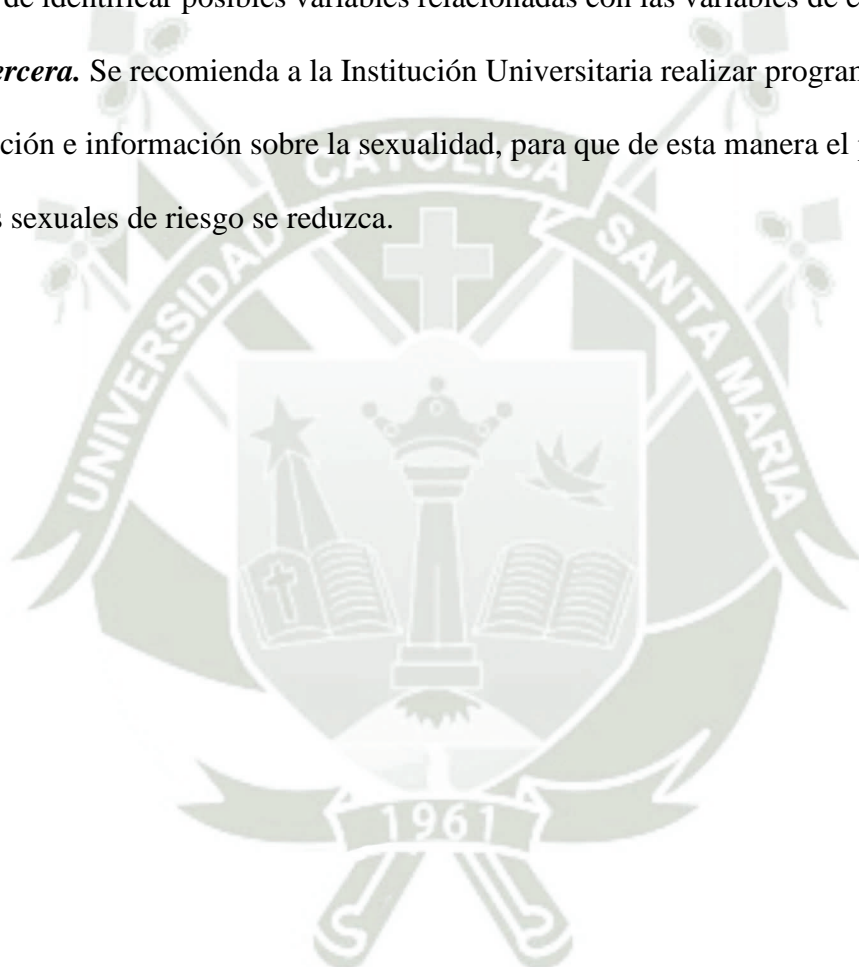 de identificar posibles variables relacionadas con las variables de
ercera. Se recomienda a la Institución Universitaria realizar
ción e información sobre la sexualidad, para que de esta manera el
s sexuales de riesgo se reduzca.
UNIVERSIDAD CATOLICA SANTA MARIA
1961